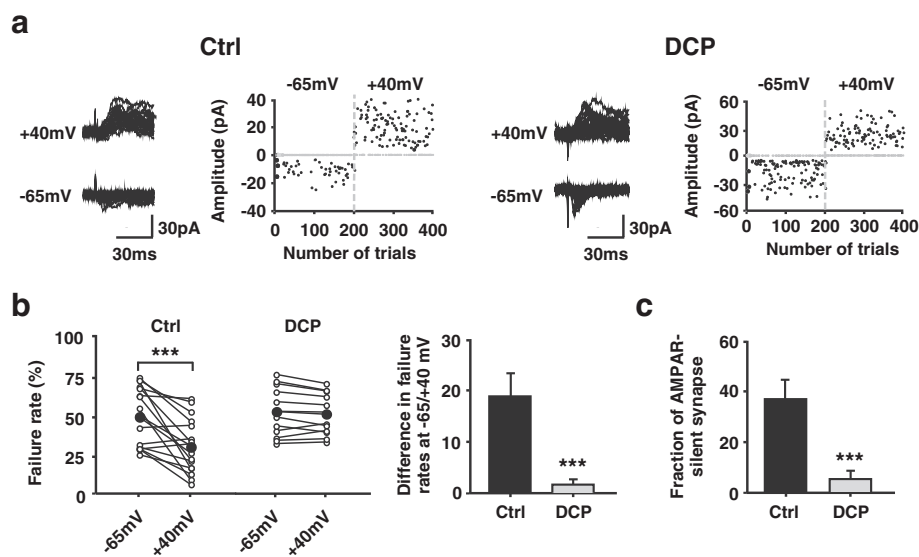 a
Ctrl
DCP
+40mV
-65mV
30pA
30ms
-65mV
+40mV
Amplitude (pA)
40
20
0
-20
-40
0
100
200
300
400
Number of trials
+40mV
-65mV
30pA
30ms
-65mV
+40mV
Amplitude (pA)
60
30
0
-30
-60
0
100
200
300
400
Number of trials
b
Ctrl
DCP
***
Failure rate (%)
100
75
50
25
0
-65mV
+40mV
-65mV
+40mV
Difference in failure
rates at -65/+40 mV
30
20
10
0
***
Ctrl
DCP
c
Fraction of AMPAR-
silent synapse
60
40
20
0
***
Ctrl
DCP